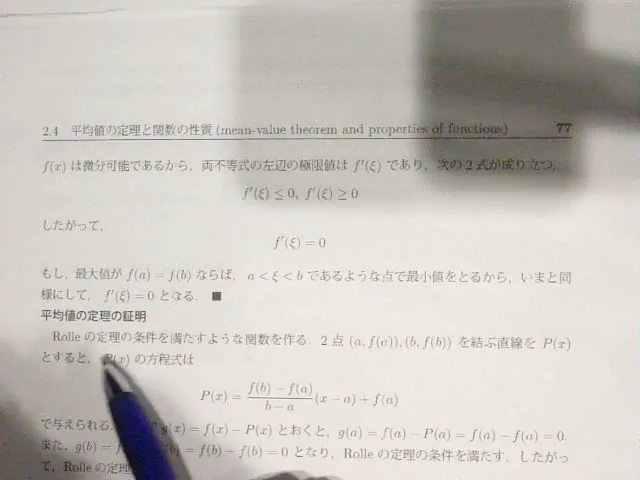 2.4 平均値の定理と関数の性質 (mean-value theorem and properties of functions) 77
f(x) は微分可能であるから, 両不等式の左辺の極限値は f′(ξ) であり, 次の 2 式が成り立つ.
f′(ξ) ≤ 0, f′(ξ) ≥ 0
したがって,
f′(ξ) = 0
もし, 最大値が f(a) = f(b) ならば, a < ξ < b であるような点で最小値をとるから, いまと同
様にして, f′(ξ) = 0 となる. ■
平均値の定理の証明
Rolle の定理の条件を満たすような関数を作る. 2 点 (a, f(a)), (b, f(b)) を結ぶ直線を P(x)
とすると, P(x) の方程式は
P(x) = \frac{f(b) − f(a)}{b − a}(x − a) + f(a)
で与えられる. g(x) = f(x) − P(x) とおくと, g(a) = f(a) − P(a) = f(a) − f(a) = 0.
また, g(b) = f(b) = f(b) − f(b) = 0 となり, Rolle の定理の条件を満たす. したがっ
て, Rolle の定理